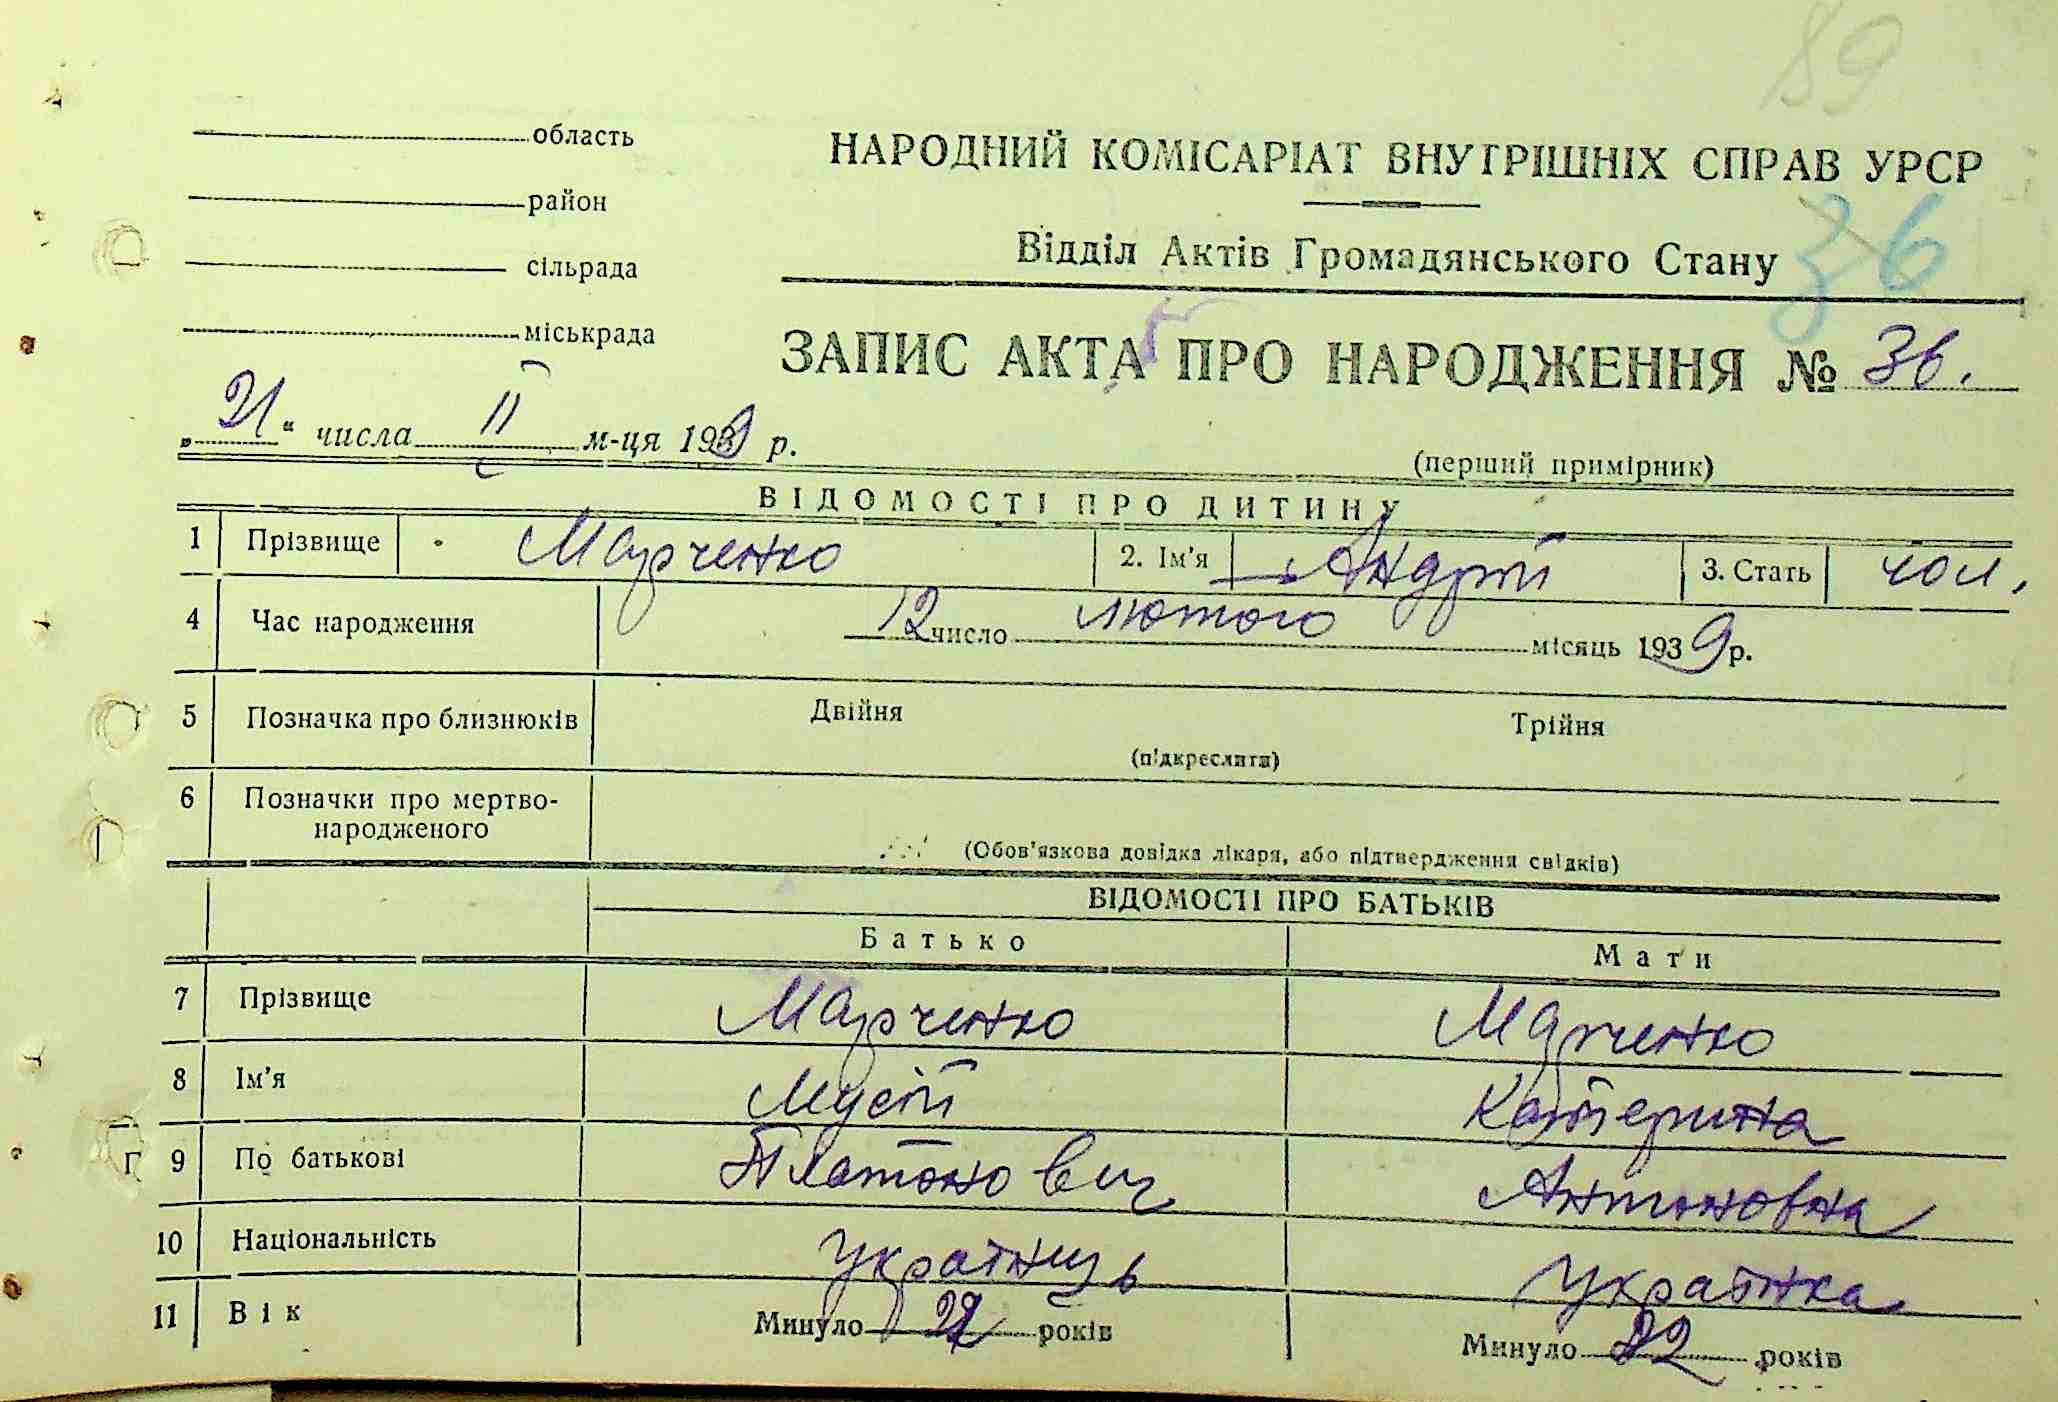 89
область
район
сільрада
міськрада
НАРОДНИЙ КОМІСАРІАТ ВНУТРІШНІХ СПРАВ УРСР
Відділ Актів Громадянського Стану
36
ЗАПИС АКТА ПРО НАРОДЖЕННЯ № 36.
„21“ числа II м-ця 1939 р.
(перший примірник)
ВІДОМОСТІ ПРО ДИТИНУ
1 Прізвище Марченко 2. Ім'я Андрій 3. Стать чол.
4 Час народження 12 число лютого місяць 1939 р.
5 Позначка про близнюків Двійня Трійня
(підкреслити)
6 Позначки про мертво-
народженого
(Обов'язкова довідка лікаря, або підтвердження свідків)
ВІДОМОСТІ ПРО БАТЬКІВ
Батько Мати
7 Прізвище Марченко Марченко
8 Ім'я Мусій Катерина
9 По батькові Платонович Антоновна
10 Національність українець українка
11 Вік Минуло років Минуло 22 років